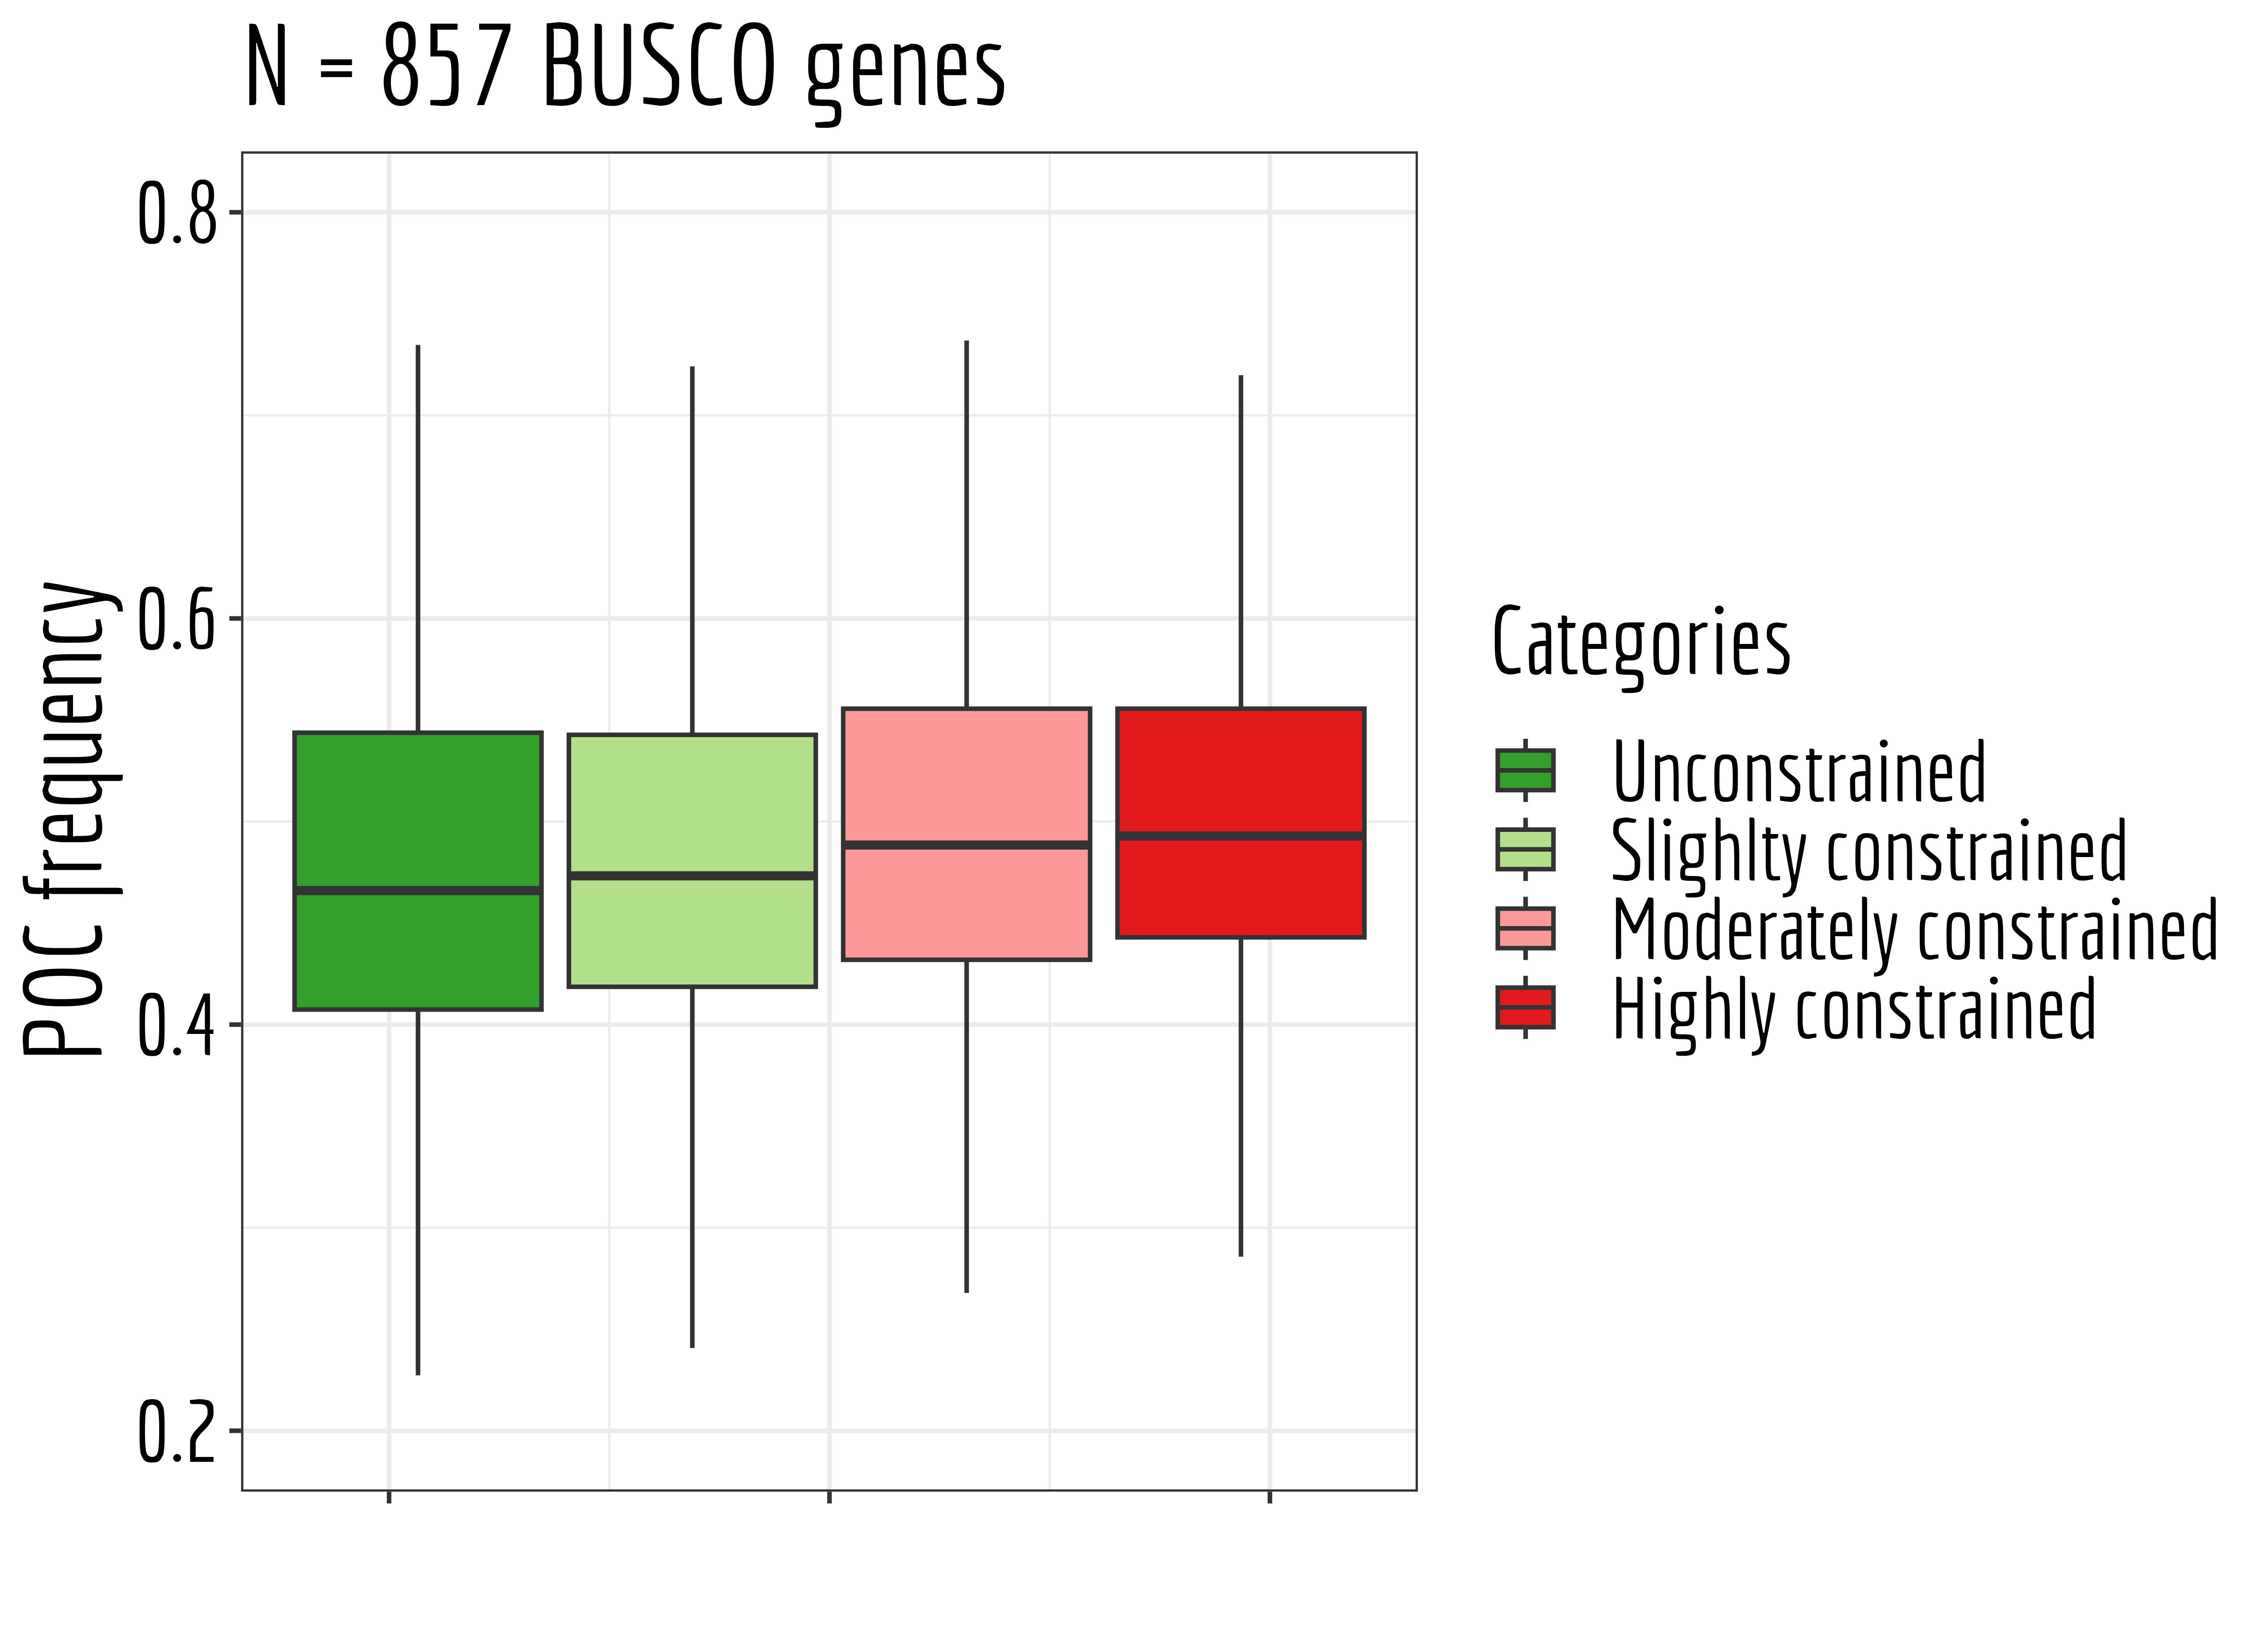 N = 857 BUSCO genes
POC frequency
0.8
0.6
0.4
0.2
Categories
Unconstrained
Slighlty constrained
Moderately constrained
Highly constrained